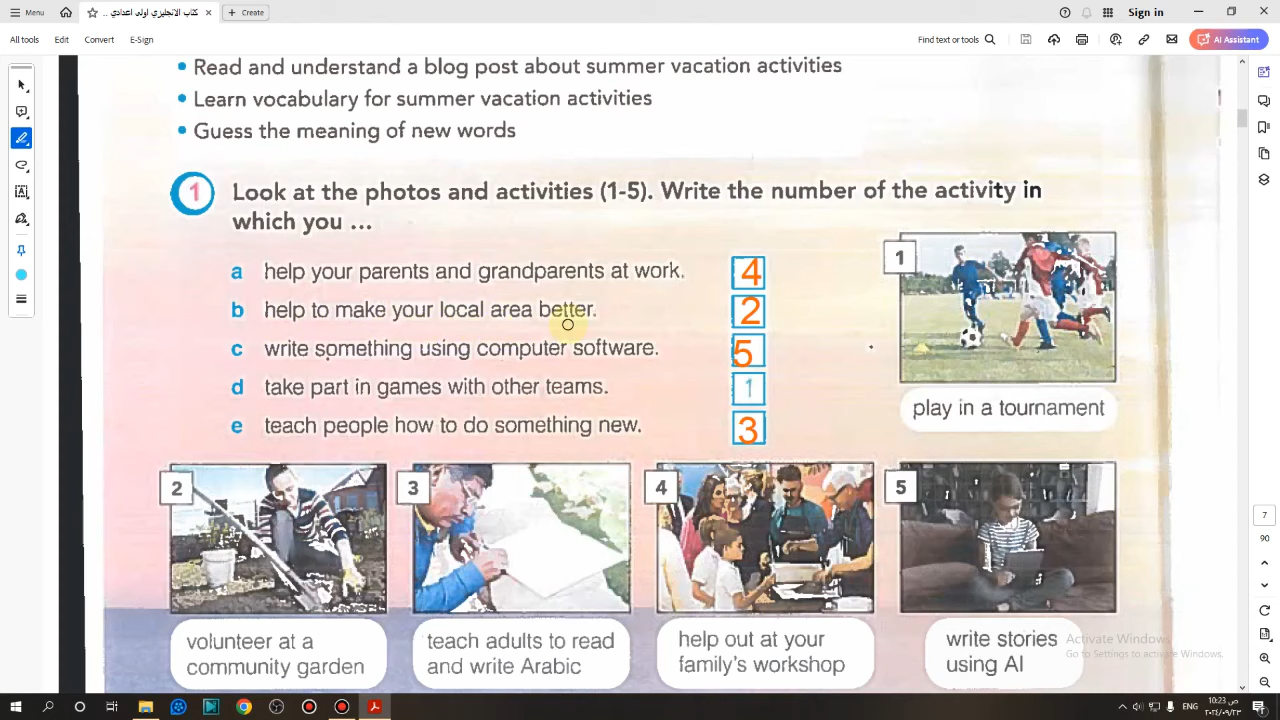 Menu
كتاب الانجليزي اولى اعدادي ..
Create
Sign in
All tools
Edit
Convert
E-Sign
Find text or tools
AI Assistant
• Read and understand a blog post about summer vacation activities
• Learn vocabulary for summer vacation activities
• Guess the meaning of new words
1 Look at the photos and activities (1-5). Write the number of the activity in
which you ...
a help your parents and grandparents at work. 4
b help to make your local area better. 2
c write something using computer software. 5
d take part in games with other teams. 1
e teach people how to do something new. 3
1
play in a tournament
2
volunteer at a
community garden
3
teach adults to read
and write Arabic
4
help out at your
family's workshop
5
write stories
using AI
Activate Windows
Go to Settings to activate Windows.
7
90
10:23 ص